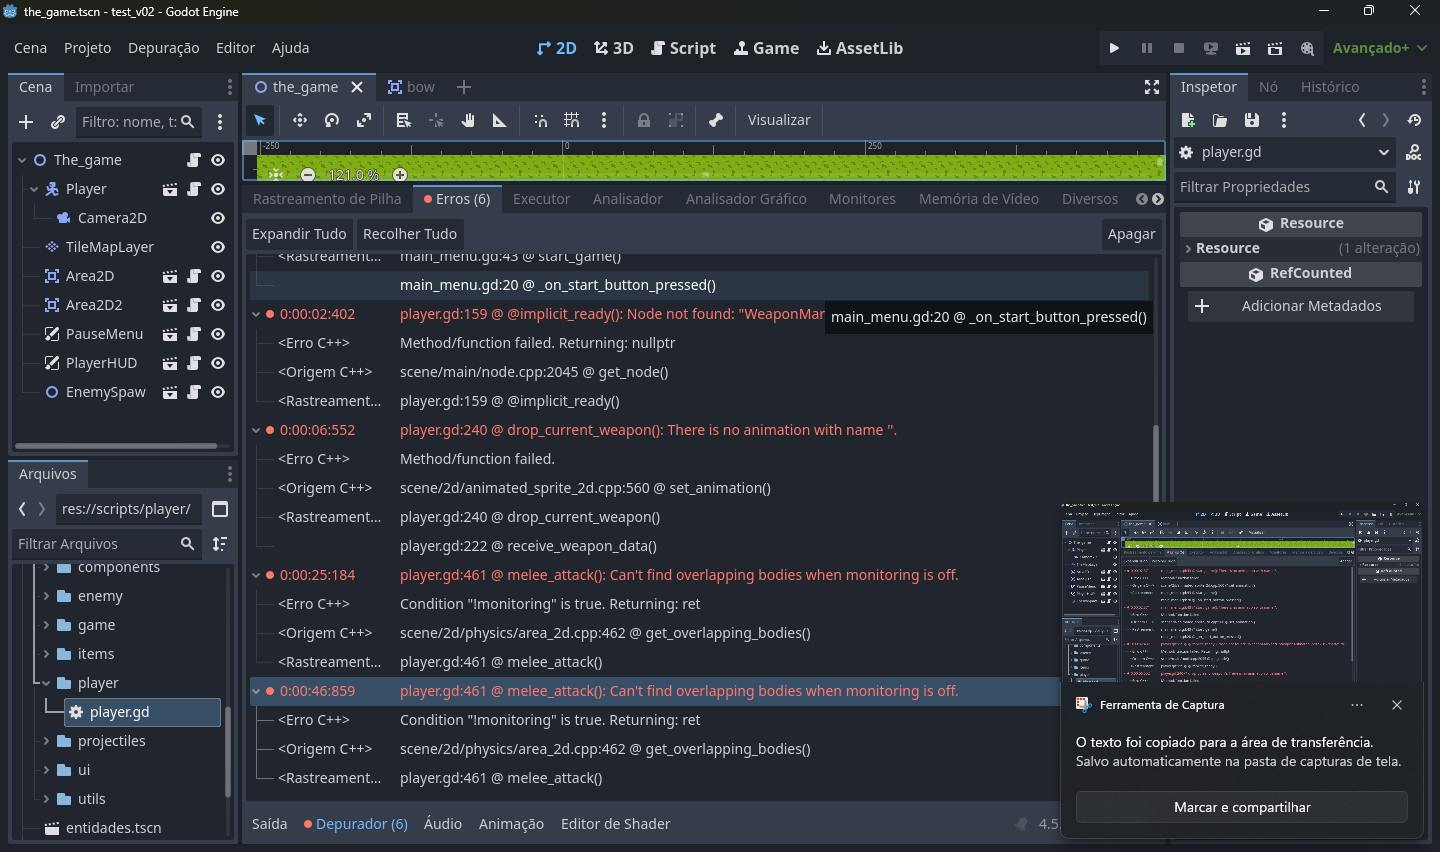 the_game.tscn - test_v02 - Godot Engine
Cena Projeto Depuração Editor Ajuda
2D 3D Script Game AssetLib
Avançado+
Cena Importar
the_game bow
Inspetor Nó Histórico
Filtro: nome, t:
Visualizar
player.gd
Filtrar Propriedades
-250 0 250
121.0 %
The_game
Player
Camera2D
TileMapLayer
Area2D
Area2D2
PauseMenu
PlayerHUD
EnemySpaw
Rastreamento de Pilha Erros (6) Executor Analisador Analisador Gráfico Monitores Memória de Vídeo Diversos
Expandir Tudo Recolher Tudo Apagar
<Rastreament... main_menu.gd:43 @ start_game()
main_menu.gd:20 @ _on_start_button_pressed()
0:00:02:402 player.gd:159 @ @implicit_ready(): Node not found: "WeaponMar
main_menu.gd:20 @ _on_start_button_pressed()
<Erro C++> Method/function failed. Returning: nullptr
<Origem C++> scene/main/node.cpp:2045 @ get_node()
<Rastreament... player.gd:159 @ @implicit_ready()
0:00:06:552 player.gd:240 @ drop_current_weapon(): There is no animation with name ''.
<Erro C++> Method/function failed.
<Origem C++> scene/2d/animated_sprite_2d.cpp:560 @ set_animation()
<Rastreament... player.gd:240 @ drop_current_weapon()
player.gd:222 @ receive_weapon_data()
0:00:25:184 player.gd:461 @ melee_attack(): Can't find overlapping bodies when monitoring is off.
<Erro C++> Condition "!monitoring" is true. Returning: ret
<Origem C++> scene/2d/physics/area_2d.cpp:462 @ get_overlapping_bodies()
<Rastreament... player.gd:461 @ melee_attack()
0:00:46:859 player.gd:461 @ melee_attack(): Can't find overlapping bodies when monitoring is off.
<Erro C++> Condition "!monitoring" is true. Returning: ret
<Origem C++> scene/2d/physics/area_2d.cpp:462 @ get_overlapping_bodies()
<Rastreament... player.gd:461 @ melee_attack()
Saída Depurador (6) Áudio Animação Editor de Shader
4.5
Resource
Resource (1 alteração)
RefCounted
Adicionar Metadados
Arquivos
res://scripts/player/
Filtrar Arquivos
components
enemy
game
items
player
player.gd
projectiles
ui
utils
entidades.tscn
Ferramenta de Captura
O texto foi copiado para a área de transferência.
Salvo automaticamente na pasta de capturas de tela.
Marcar e compartilhar